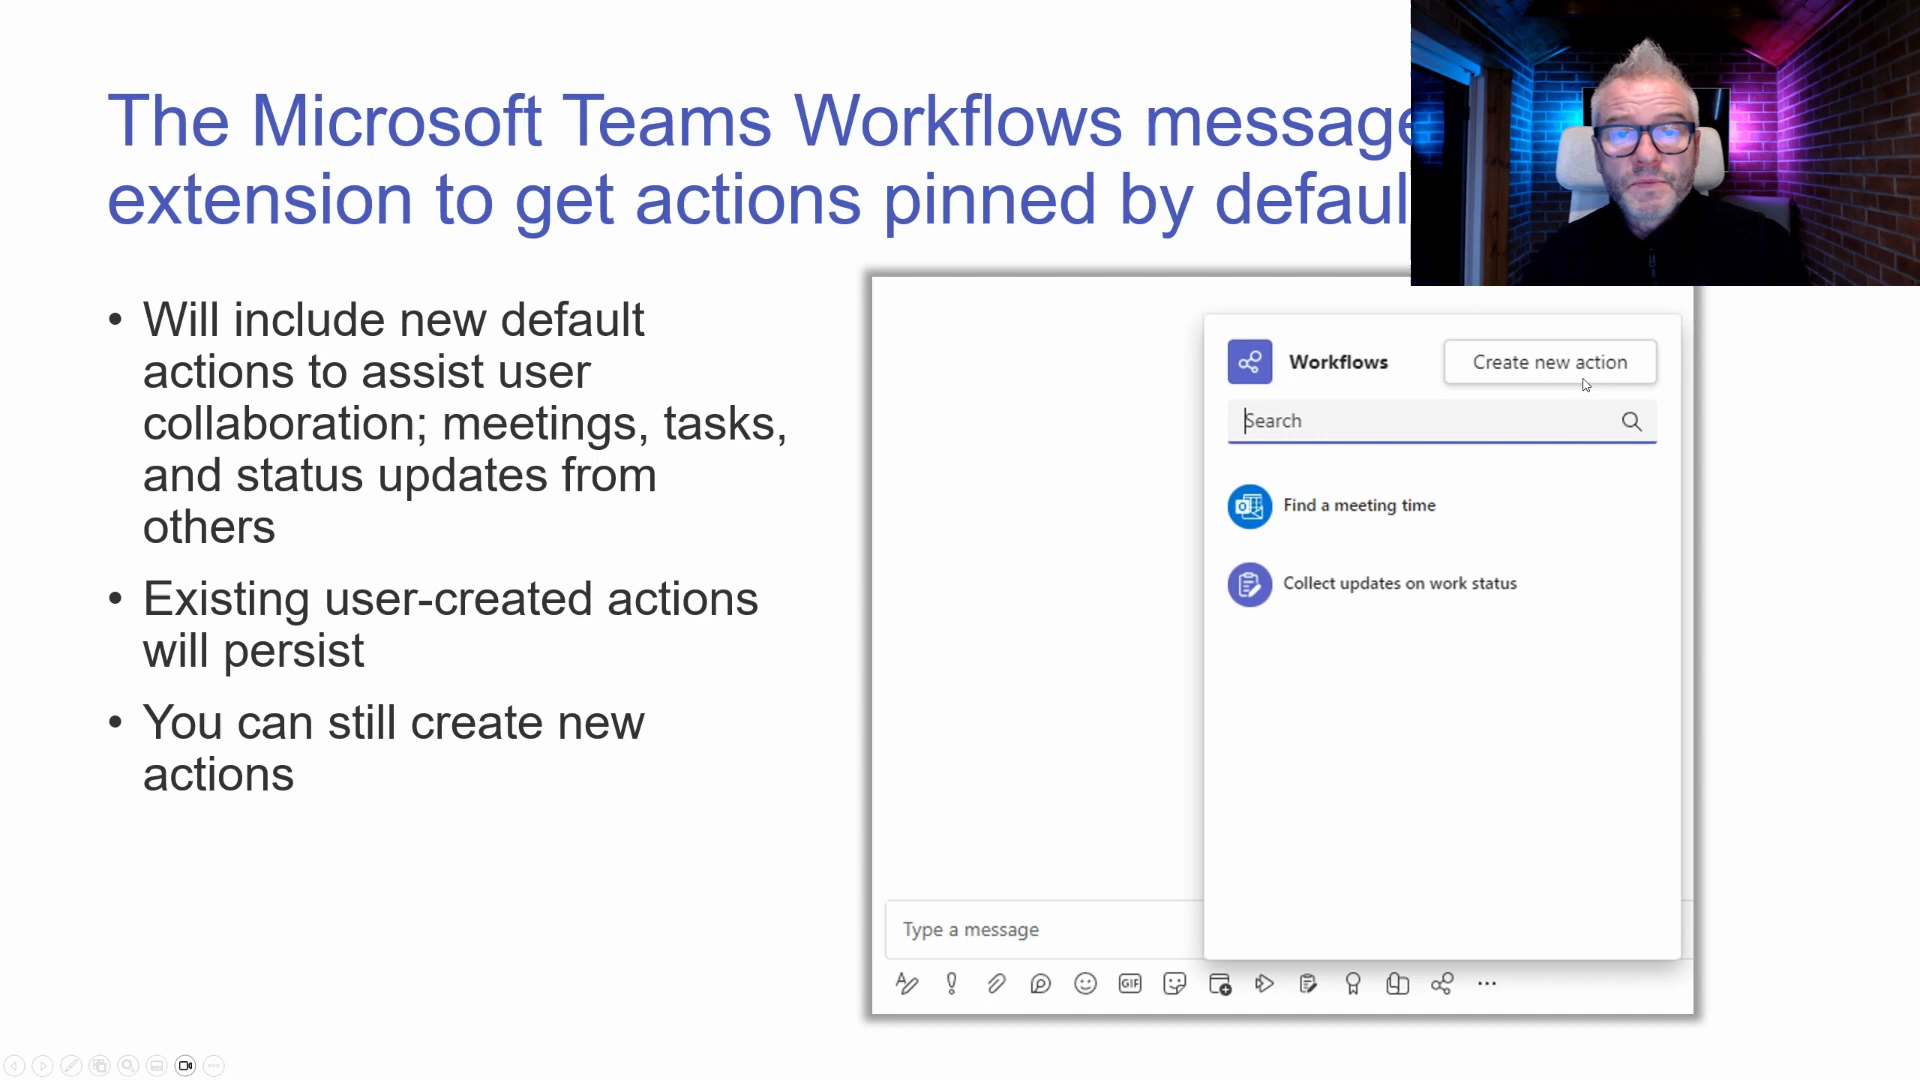 The Microsoft Teams Workflows message
extension to get actions pinned by defaul
• Will include new default
actions to assist user
collaboration; meetings, tasks,
and status updates from
others
• Existing user-created actions
will persist
• You can still create new
actions
Workflows
Create new action
Search
Find a meeting time
Collect updates on work status
Type a message
GIF